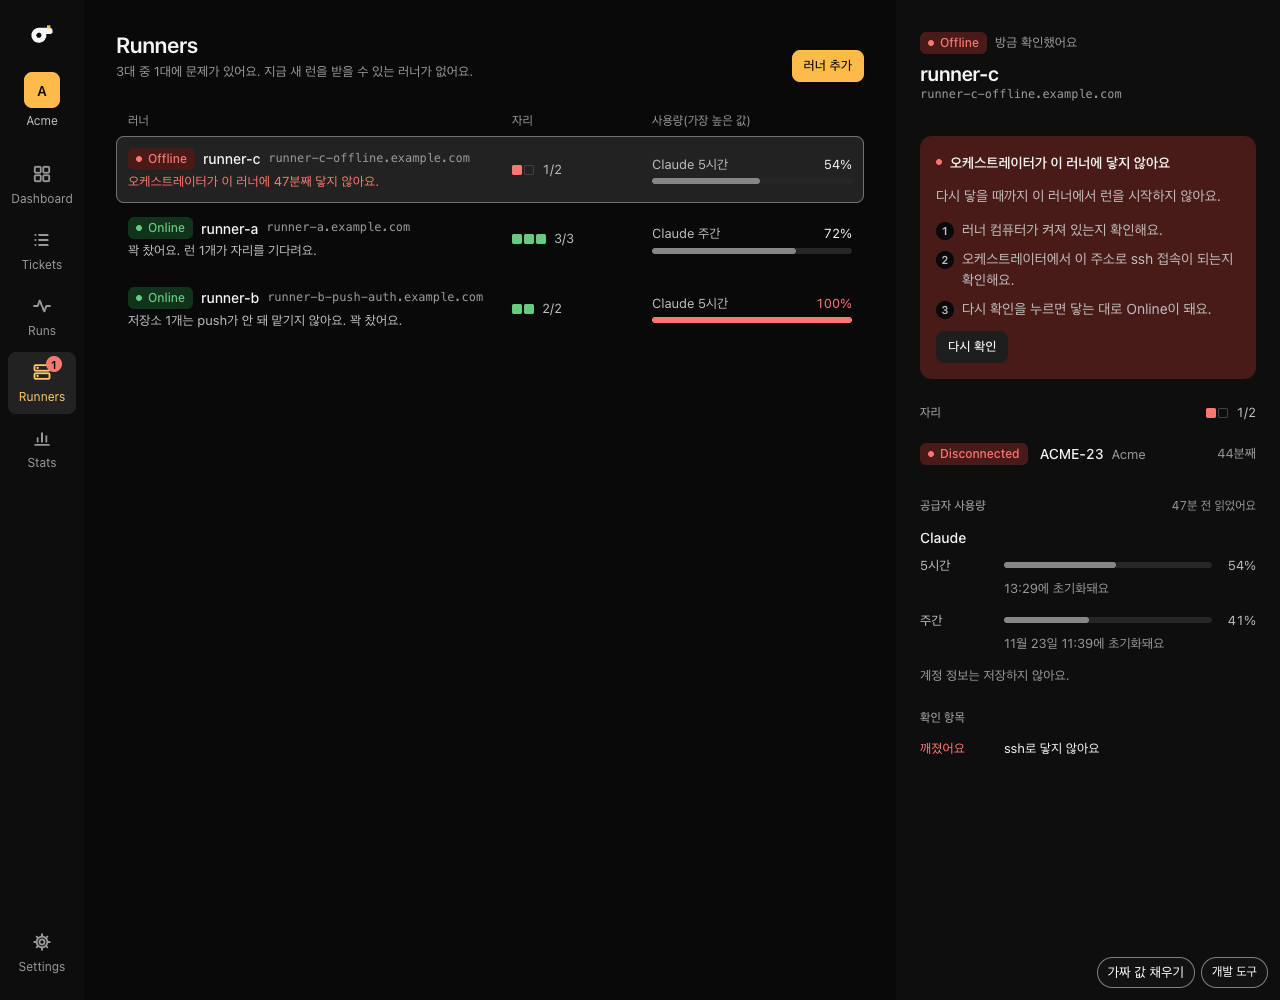 A
Acme
Dashboard
Tickets
Runs
1
Runners
Stats
Settings
Runners
3대 중 1대에 문제가 있어요. 지금 새 런을 받을 수 있는 러너가 없어요.
러너 추가
러너 자리 사용량(가장 높은 값)
Offline runner-c runner-c-offline.example.com
오케스트레이터가 이 러너에 47분째 닿지 않아요.
1/2
Claude 5시간 54%
Online runner-a runner-a.example.com
꽉 찼어요. 런 1개가 자리를 기다려요.
3/3
Claude 주간 72%
Online runner-b runner-b-push-auth.example.com
저장소 1개는 push가 안 돼 맡기지 않아요. 꽉 찼어요.
2/2
Claude 5시간 100%
Offline 방금 확인했어요
runner-c
runner-c-offline.example.com
오케스트레이터가 이 러너에 닿지 않아요
다시 닿을 때까지 이 러너에서 런을 시작하지 않아요.
1 러너 컴퓨터가 켜져 있는지 확인해요.
2 오케스트레이터에서 이 주소로 ssh 접속이 되는지
확인해요.
3 다시 확인을 누르면 닿는 대로 Online이 돼요.
다시 확인
자리 1/2
Disconnected ACME-23 Acme 44분째
공급자 사용량 47분 전 읽었어요
Claude
5시간 54%
13:29에 초기화돼요
주간 41%
11월 23일 11:39에 초기화돼요
계정 정보는 저장하지 않아요.
확인 항목
깨졌어요 ssh로 닿지 않아요
가짜 값 채우기
개발 도구